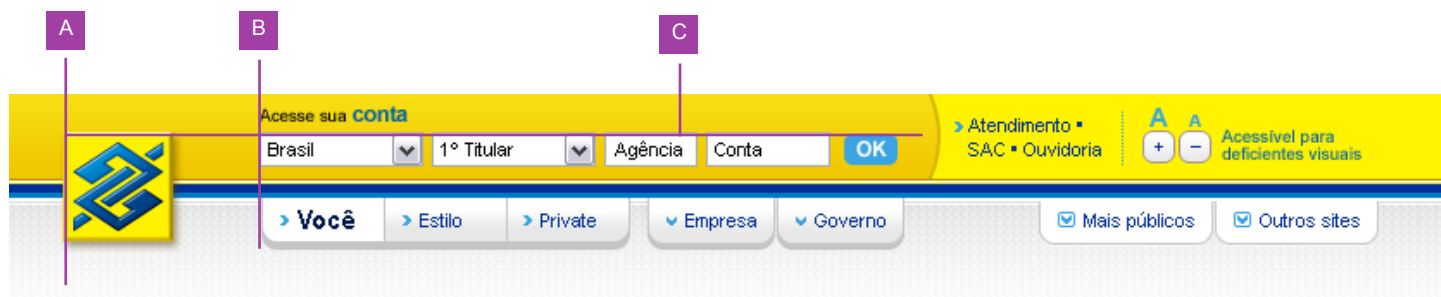 A B C
Acesse sua conta
Brasil 1º Titular Agência Conta OK
Atendimento ▪
SAC ▪ Ouvidoria
A A
+ −
Acessível para
deficientes visuais
Você Estilo Private Empresa Governo Mais públicos Outros sites